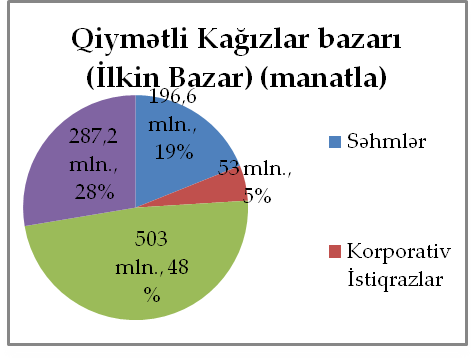 Qiymətli Kağızlar bazarı
(İlkin Bazar) (manatla)
196,6
mln.,
19%
53 mln.,
5%
503
mln., 48
%
287,2
mln.,
28%
Səhmlər
Korporativ
İstiqrazlar